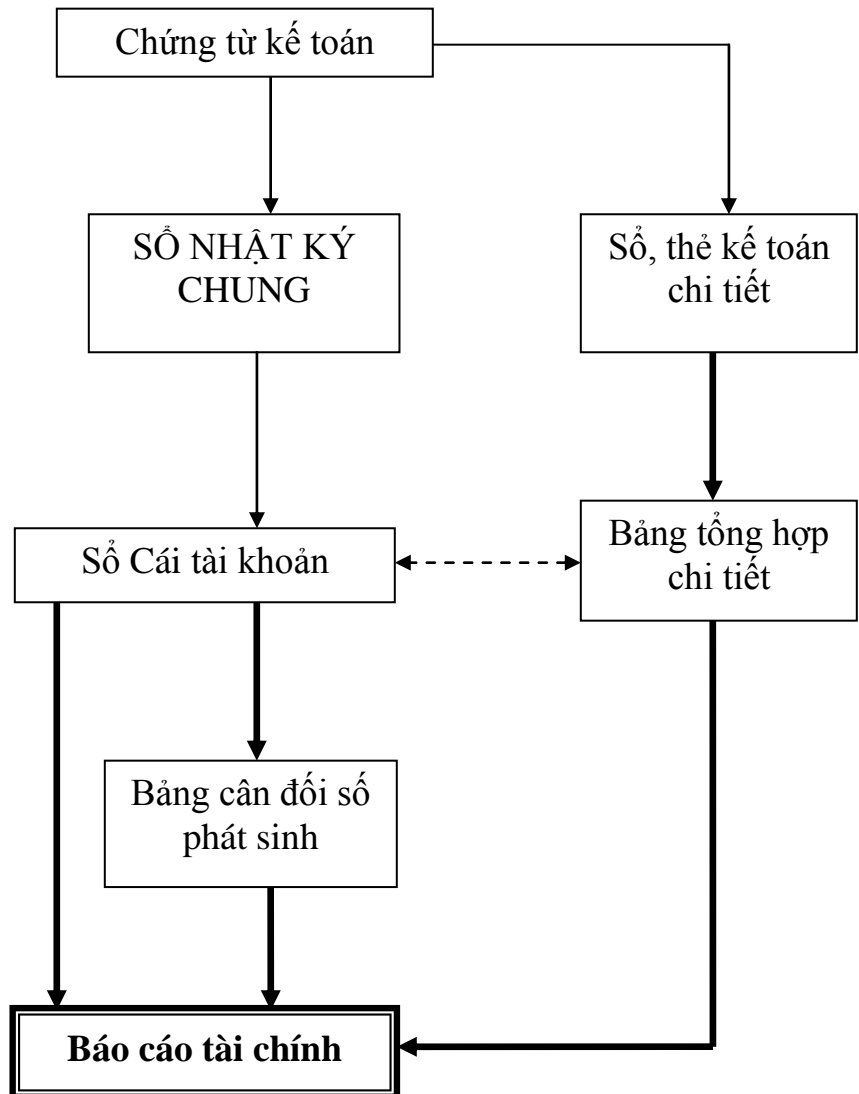 Chứng từ kế toán
SỔ NHẬT KÝ
CHUNG
Sổ, thẻ kế toán
chi tiết
Sổ Cái tài khoản
Bảng tổng hợp
chi tiết
Bảng cân đối số
phát sinh
Báo cáo tài chính